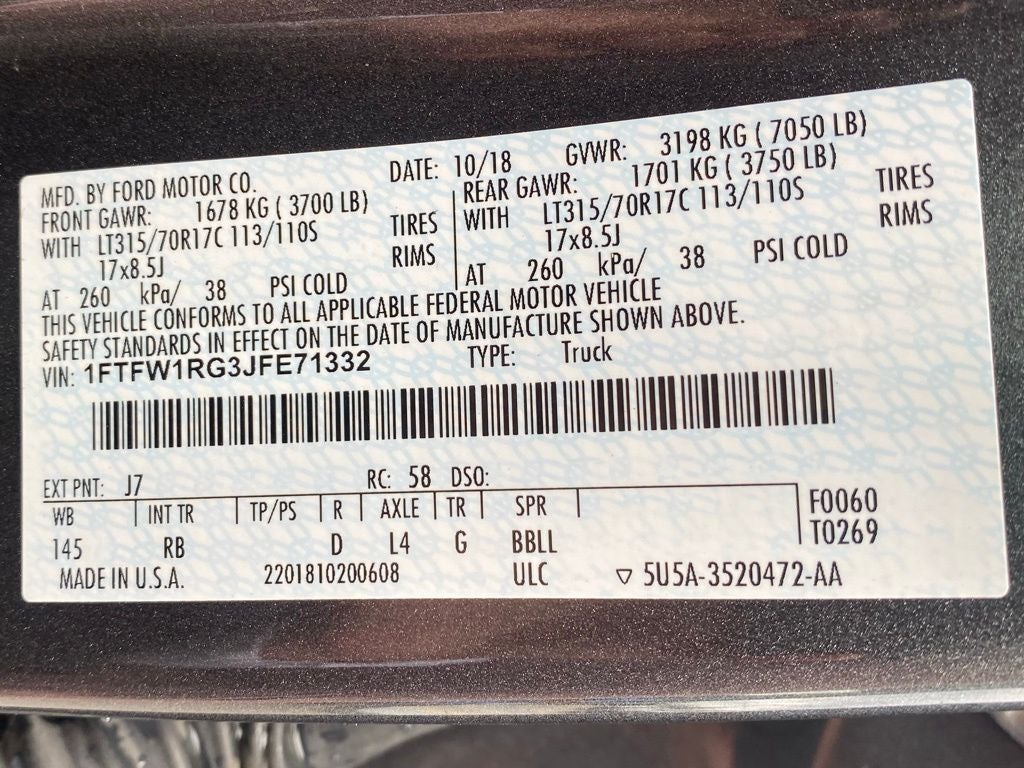 MFD. BY FORD MOTOR CO. DATE: 10/18 GVWR: 3198 KG ( 7050 LB)
FRONT GAWR: 1678 KG ( 3700 LB) REAR GAWR: 1701 KG ( 3750 LB)
WITH LT315/70R17C 113/110S TIRES WITH LT315/70R17C 113/110S TIRES
17x8.5J RIMS 17x8.5J RIMS
AT 260 kPa/ 38 PSI COLD AT 260 kPa/ 38 PSI COLD
THIS VEHICLE CONFORMS TO ALL APPLICABLE FEDERAL MOTOR VEHICLE
SAFETY STANDARDS IN EFFECT ON THE DATE OF MANUFACTURE SHOWN ABOVE.
VIN: 1FTFW1RG3JFE71332 TYPE: Truck
EXT PNT: J7 RC: 58 DSO:
WB INT TR TP/PS R AXLE TR SPR F0060
145 RB D L4 G BBLL T0269
MADE IN U.S.A. 2201810200608 ULC ▽ 5U5A-3520472-AA